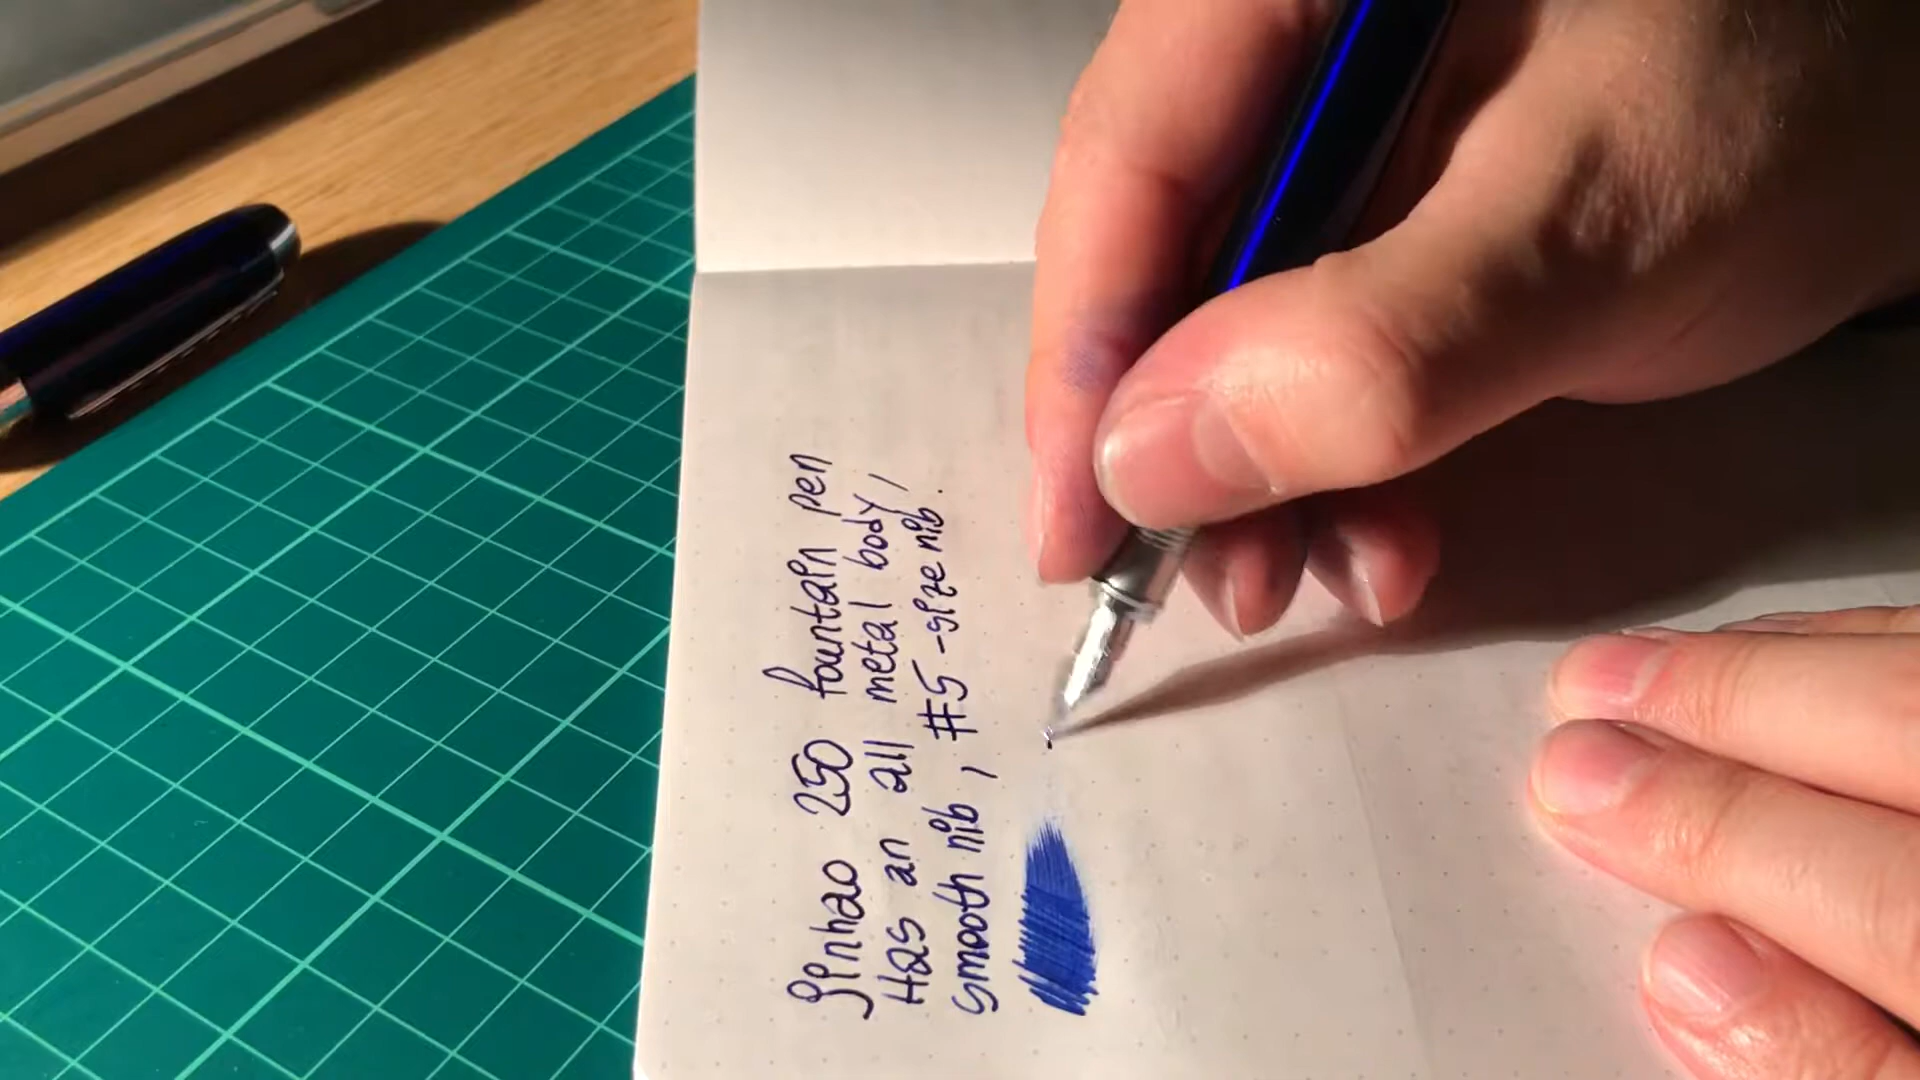 Jinhao 250 fountain pen
Has an all metal body,
smooth nib, #5-size nib.